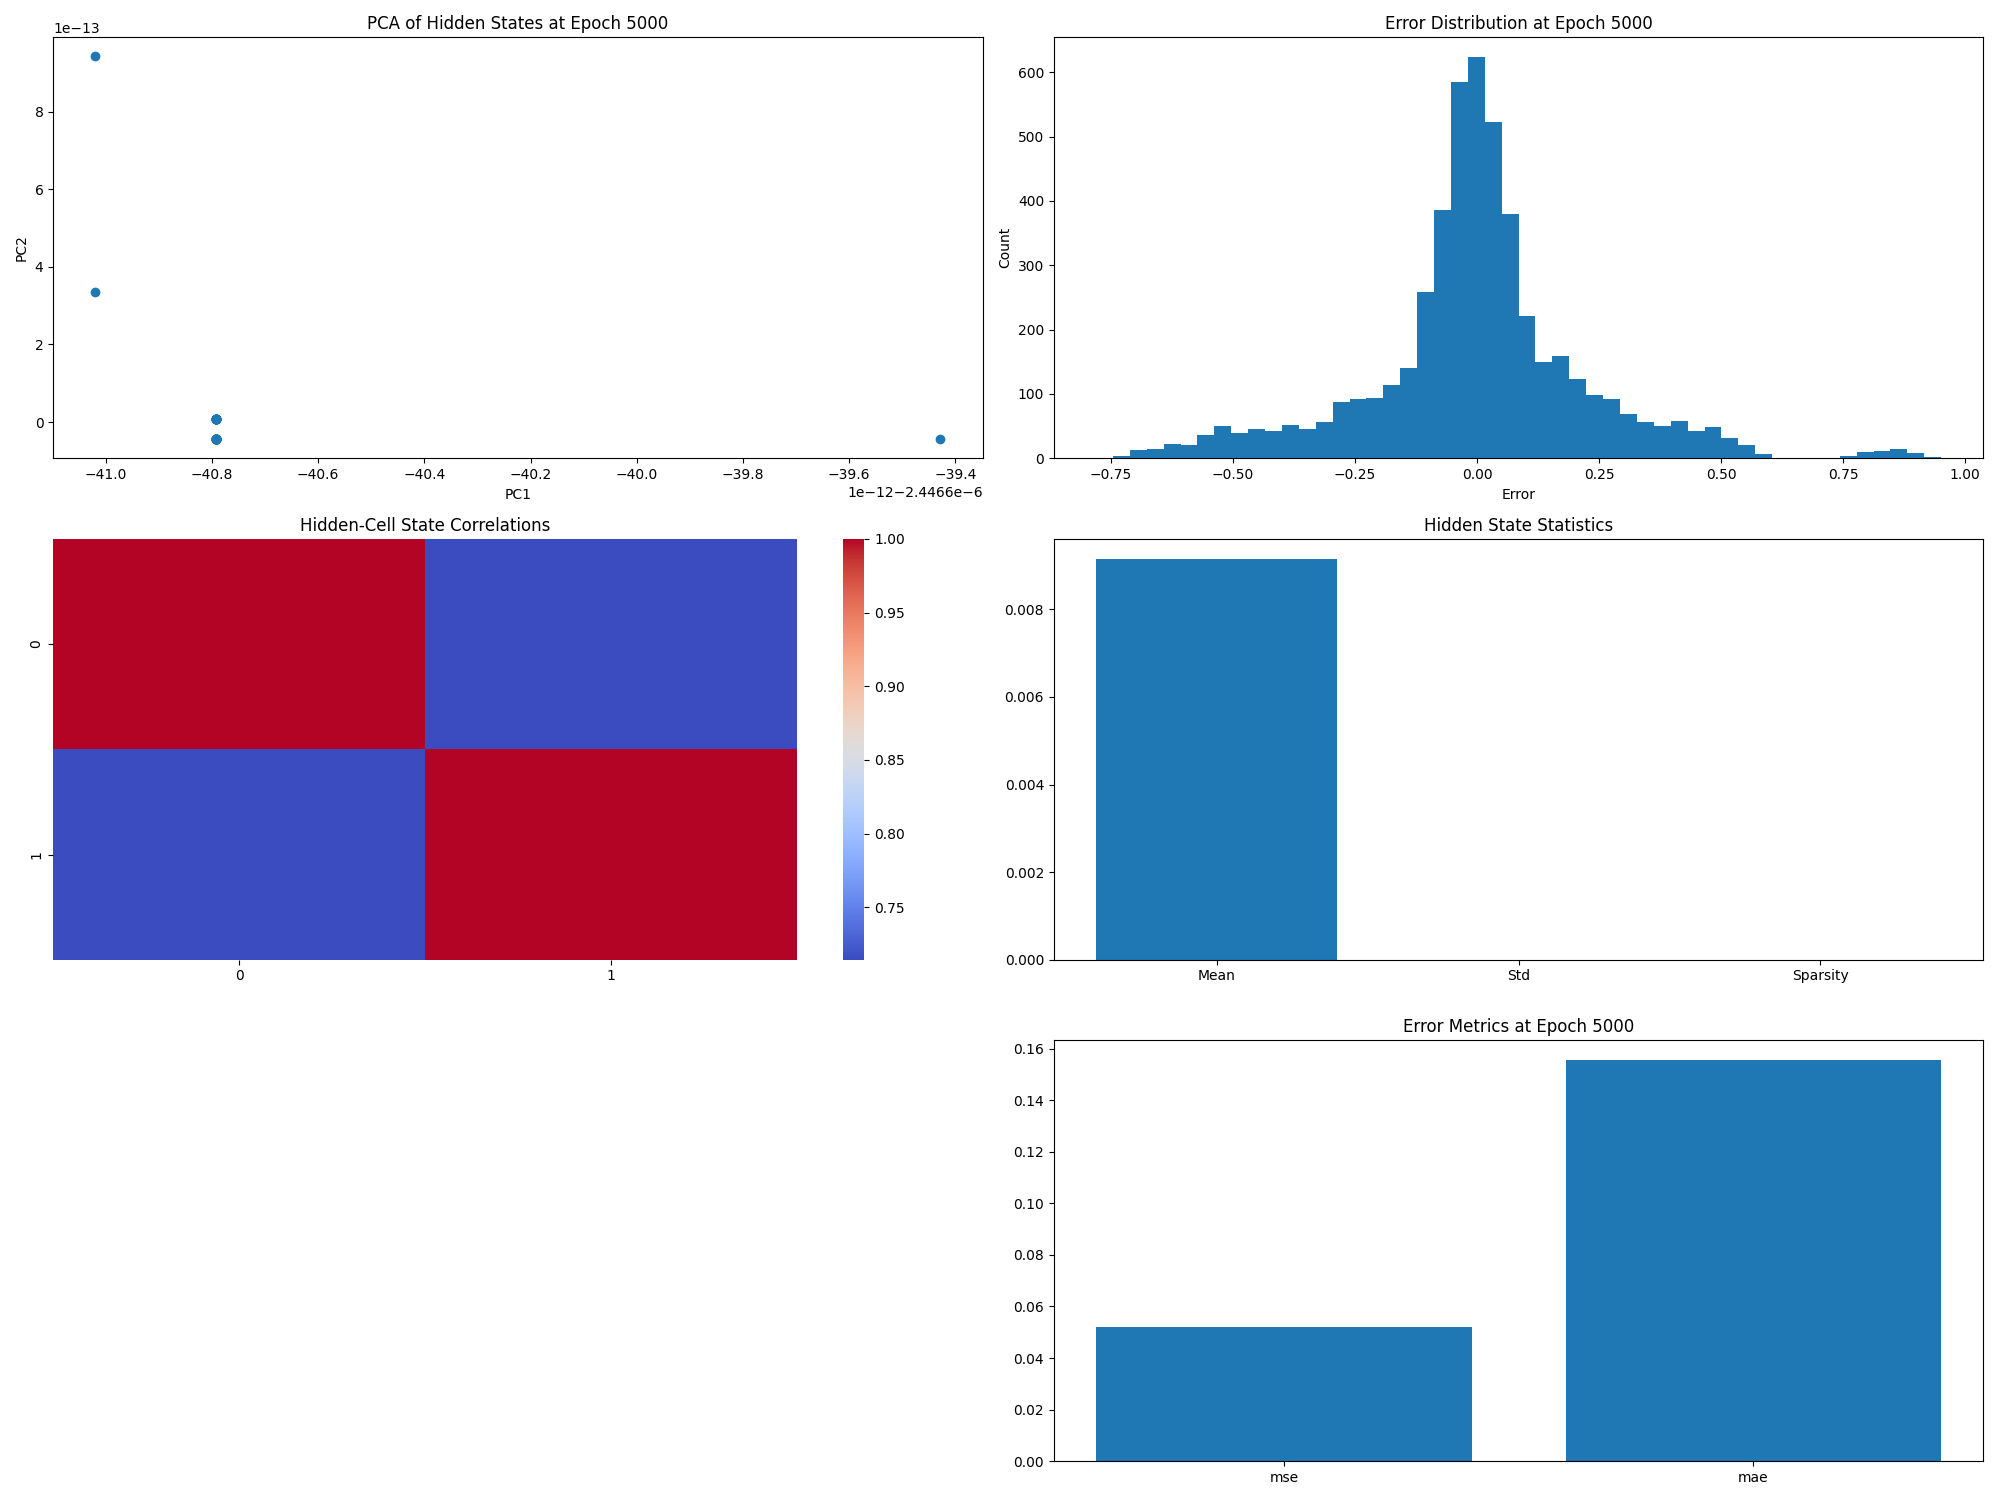 PCA of Hidden States at Epoch 5000
1e−13
8
6
4
2
0
PC2
−41.0 −40.8 −40.6 −40.4 −40.2 −40.0 −39.8 −39.6 −39.4
PC1
1e−12−2.4466e−6
Error Distribution at Epoch 5000
600
500
400
300
200
100
0
Count
−0.75 −0.50 −0.25 0.00 0.25 0.50 0.75 1.00
Error
Hidden-Cell State Correlations
0
1
0 1
1.00
0.95
0.90
0.85
0.80
0.75
Hidden State Statistics
0.008
0.006
0.004
0.002
0.000
Mean Std Sparsity
Error Metrics at Epoch 5000
0.16
0.14
0.12
0.10
0.08
0.06
0.04
0.02
0.00
mse mae